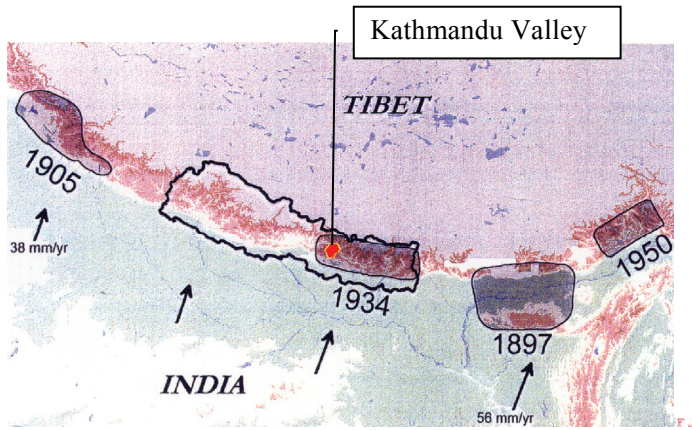 Kathmandu Valley
TIBET
1905
38 mm/yr
1934
1950
1897
INDIA
56 mm/yr